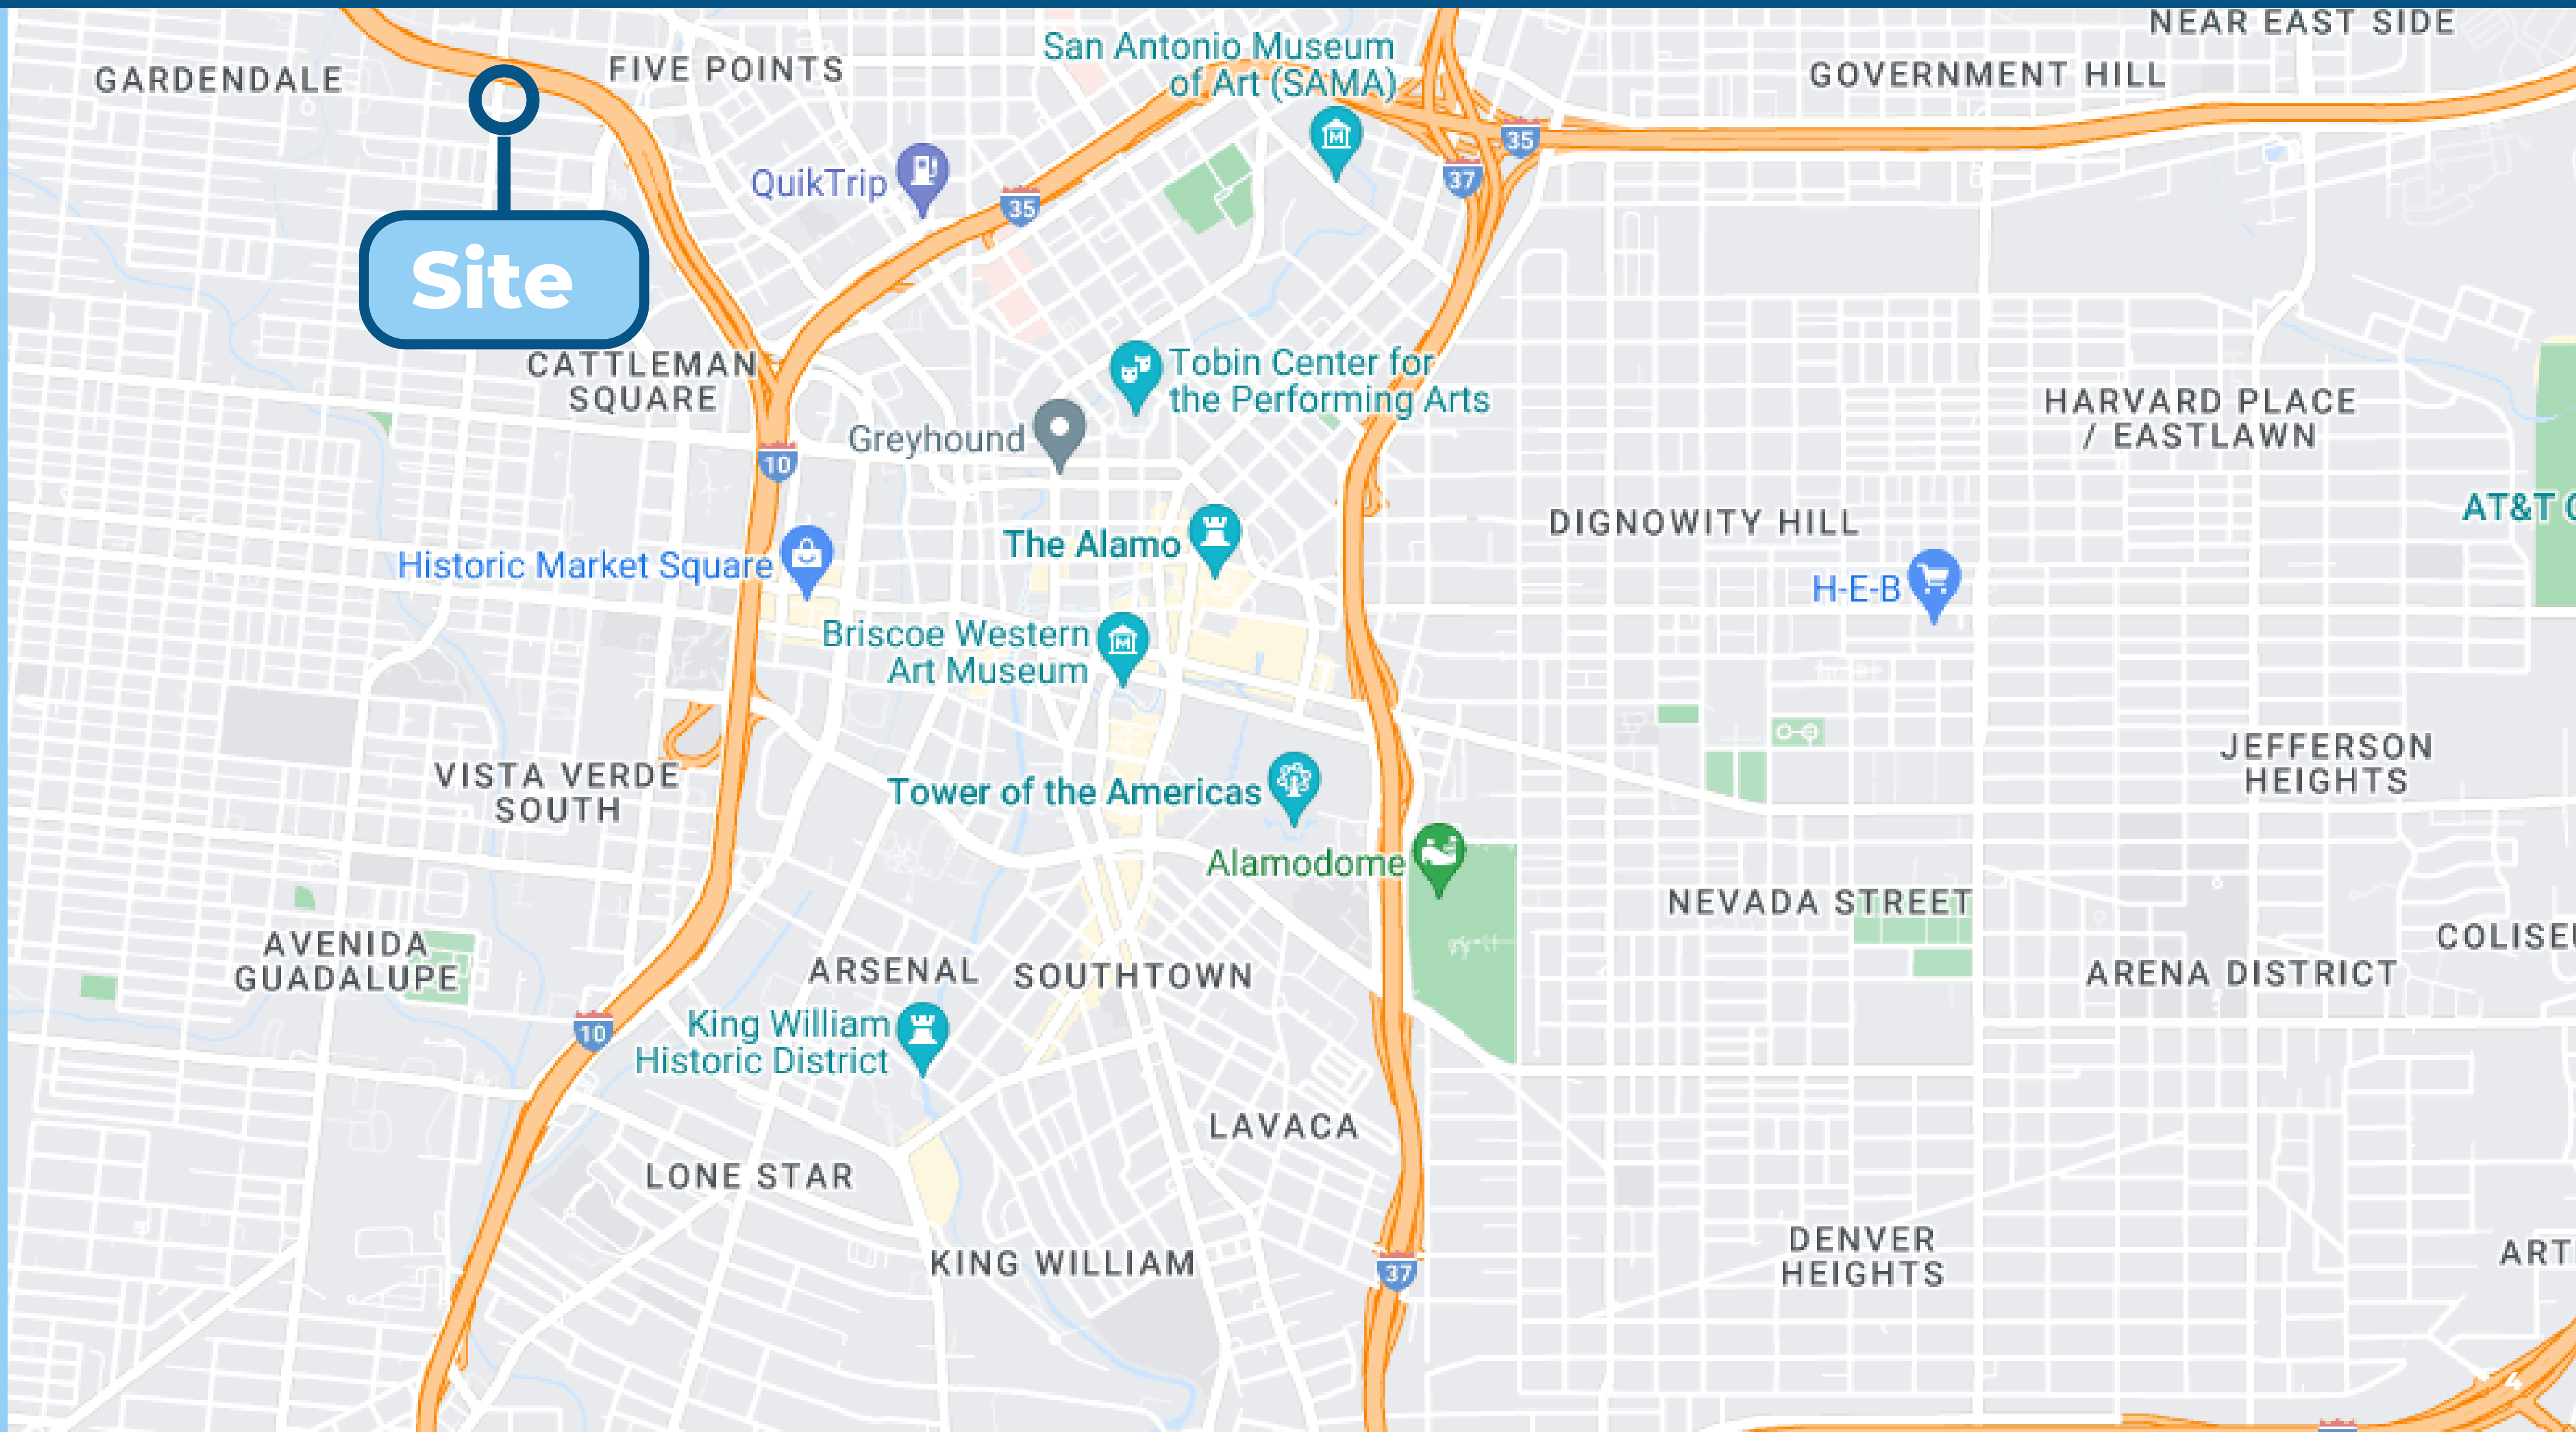 NEAR EAST SIDE
San Antonio Museum
of Art (SAMA)
FIVE POINTS
GARDENDALE
GOVERNMENT HILL
35
37
QuikTrip
35
Site
CATTLEMAN
SQUARE
Tobin Center for
the Performing Arts
HARVARD PLACE
/ EASTLAWN
Greyhound
10
AT&T
DIGNOWITY HILL
The Alamo
Historic Market Square
H-E-B
Briscoe Western
Art Museum
VISTA VERDE
SOUTH
JEFFERSON
HEIGHTS
Tower of the Americas
Alamodome
NEVADA STREET
AVENIDA
GUADALUPE
ARSENAL
SOUTHTOWN
ARENA DISTRICT
10
King William
Historic District
LAVACA
LONE STAR
KING WILLIAM
DENVER
HEIGHTS
ART
37
4